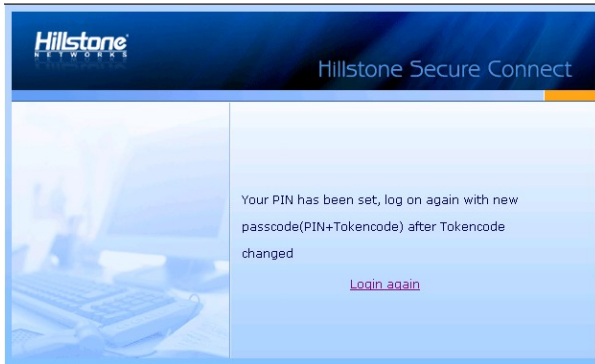 Hillstone
NETWORKS
Hillstone Secure Connect
Your PIN has been set, log on again with new
passcode(PIN+Tokencode) after Tokencode
changed
Login again